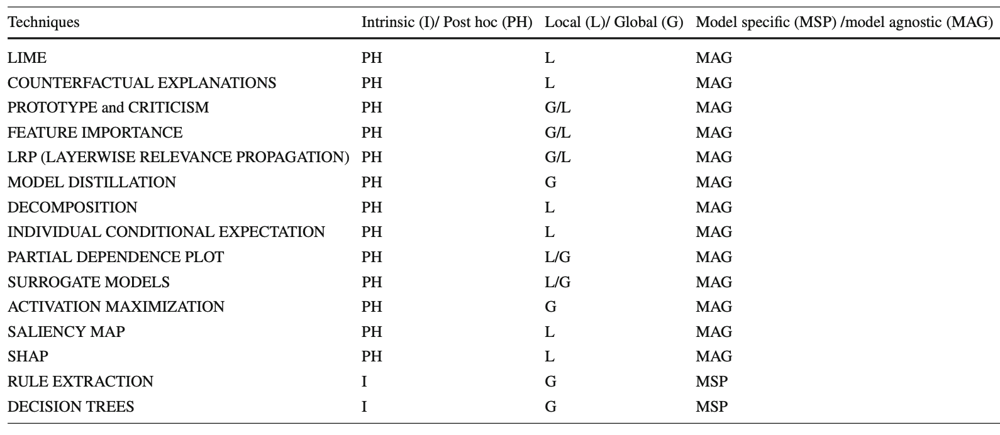 Techniques Intrinsic (I)/ Post hoc (PH) Local (L)/ Global (G) Model specific (MSP) /model agnostic (MAG)
LIME PH L MAG
COUNTERFACTUAL EXPLANATIONS PH L MAG
PROTOTYPE and CRITICISM PH G/L MAG
FEATURE IMPORTANCE PH G/L MAG
LRP (LAYERWISE RELEVANCE PROPAGATION) PH G/L MAG
MODEL DISTILLATION PH G MAG
DECOMPOSITION PH L MAG
INDIVIDUAL CONDITIONAL EXPECTATION PH L MAG
PARTIAL DEPENDENCE PLOT PH L/G MAG
SURROGATE MODELS PH L/G MAG
ACTIVATION MAXIMIZATION PH G MAG
SALIENCY MAP PH L MAG
SHAP PH L MAG
RULE EXTRACTION I G MSP
DECISION TREES I G MSP